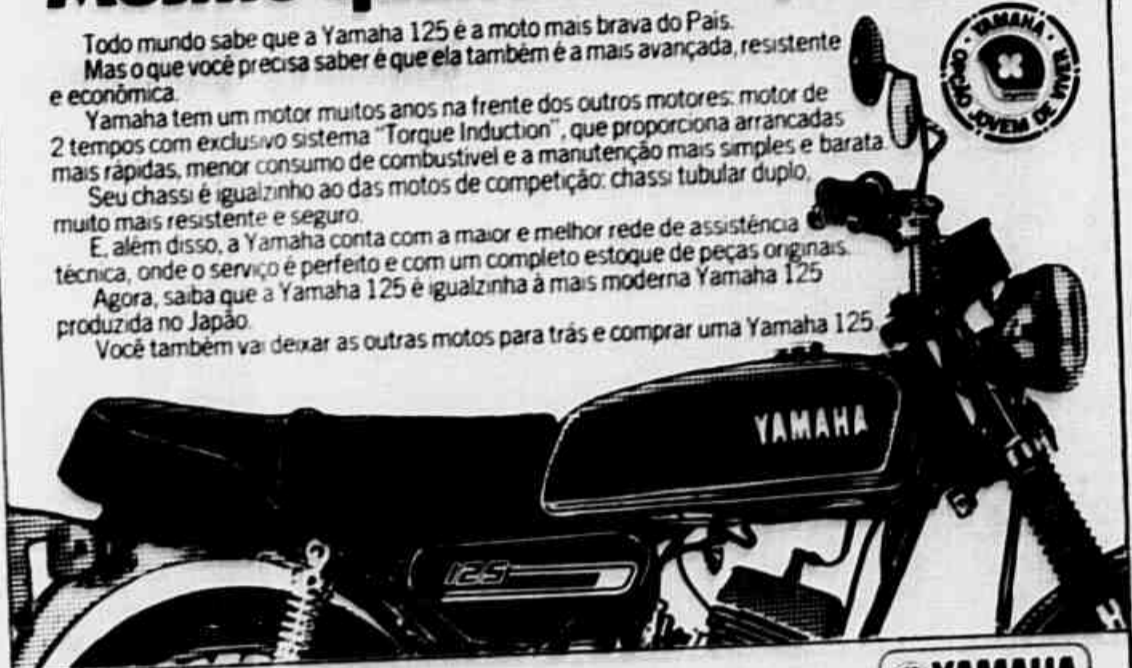 Todo mundo sabe que a Yamaha 125 é a moto mais brava do País.
Mas o que você precisa saber é que ela também é a mais avançada, resistente
e econômica.
Yamaha tem um motor muitos anos na frente dos outros motores: motor de
2 tempos com exclusivo sistema "Torque Induction", que proporciona arrancadas
mais rápidas, menor consumo de combustível e a manutenção mais simples e barata.
Seu chassi é igualzinho ao das motos de competição: chassi tubular duplo,
muito mais resistente e seguro.
E, além disso, a Yamaha conta com a maior e melhor rede de assistência
técnica, onde o serviço é perfeito e com um completo estoque de peças originais.
Agora, saiba que a Yamaha 125 é igualzinha à mais moderna Yamaha 125
produzida no Japão.
Você também vai deixar as outras motos para trás e comprar uma Yamaha 125.
YAMAHA • OPÇÃO JOVEM DE VIVER
YAMAHA
125
YAMAHA